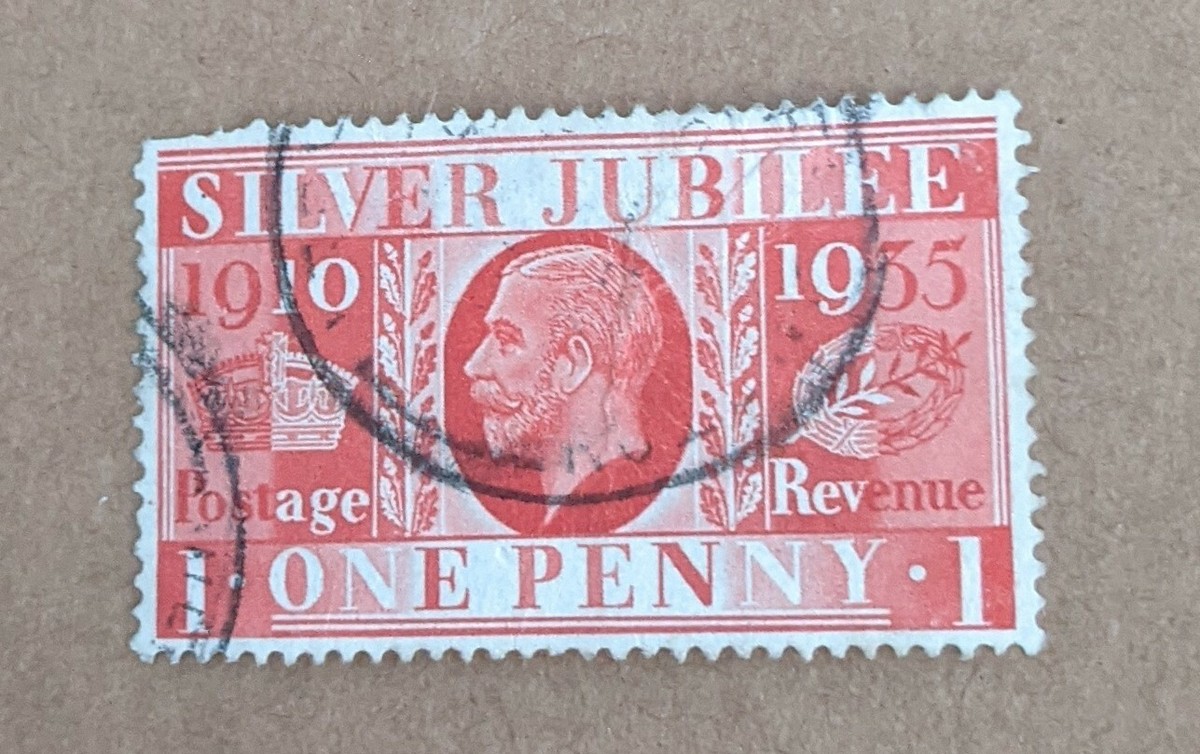 SILVER JUBILEE
1910 1935
Postage Revenue
1 ONE PENNY · 1